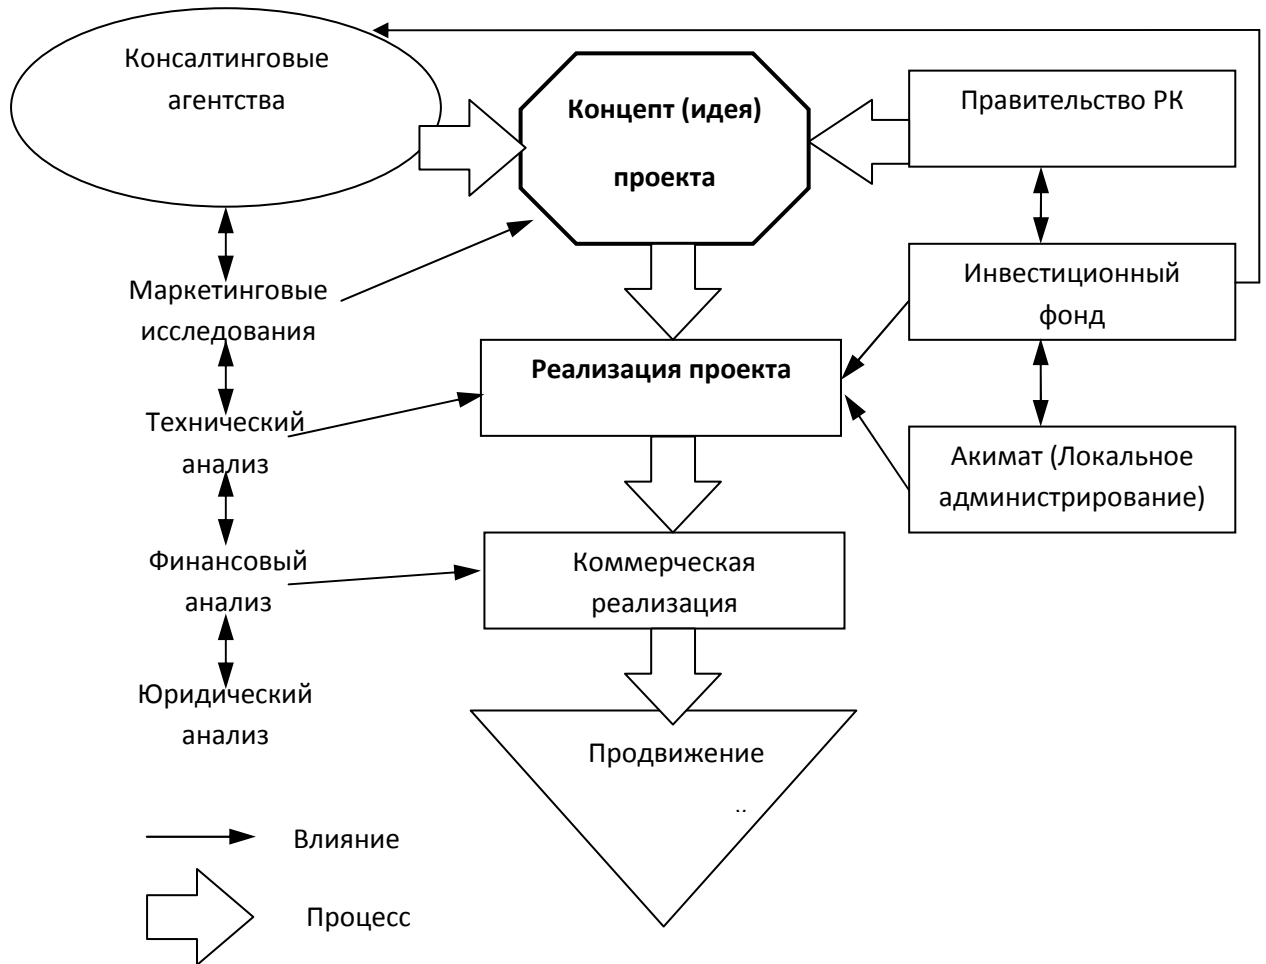 Консалтинговые
агентства
Концепт (идея)
проекта
Правительство РК
Маркетинговые
исследования
Инвестиционный
фонд
Реализация проекта
Технический
анализ
Акимат (Локальное
администрирование)
Финансовый
анализ
Коммерческая
реализация
Юридический
анализ
Продвижение
Влияние
Процесс